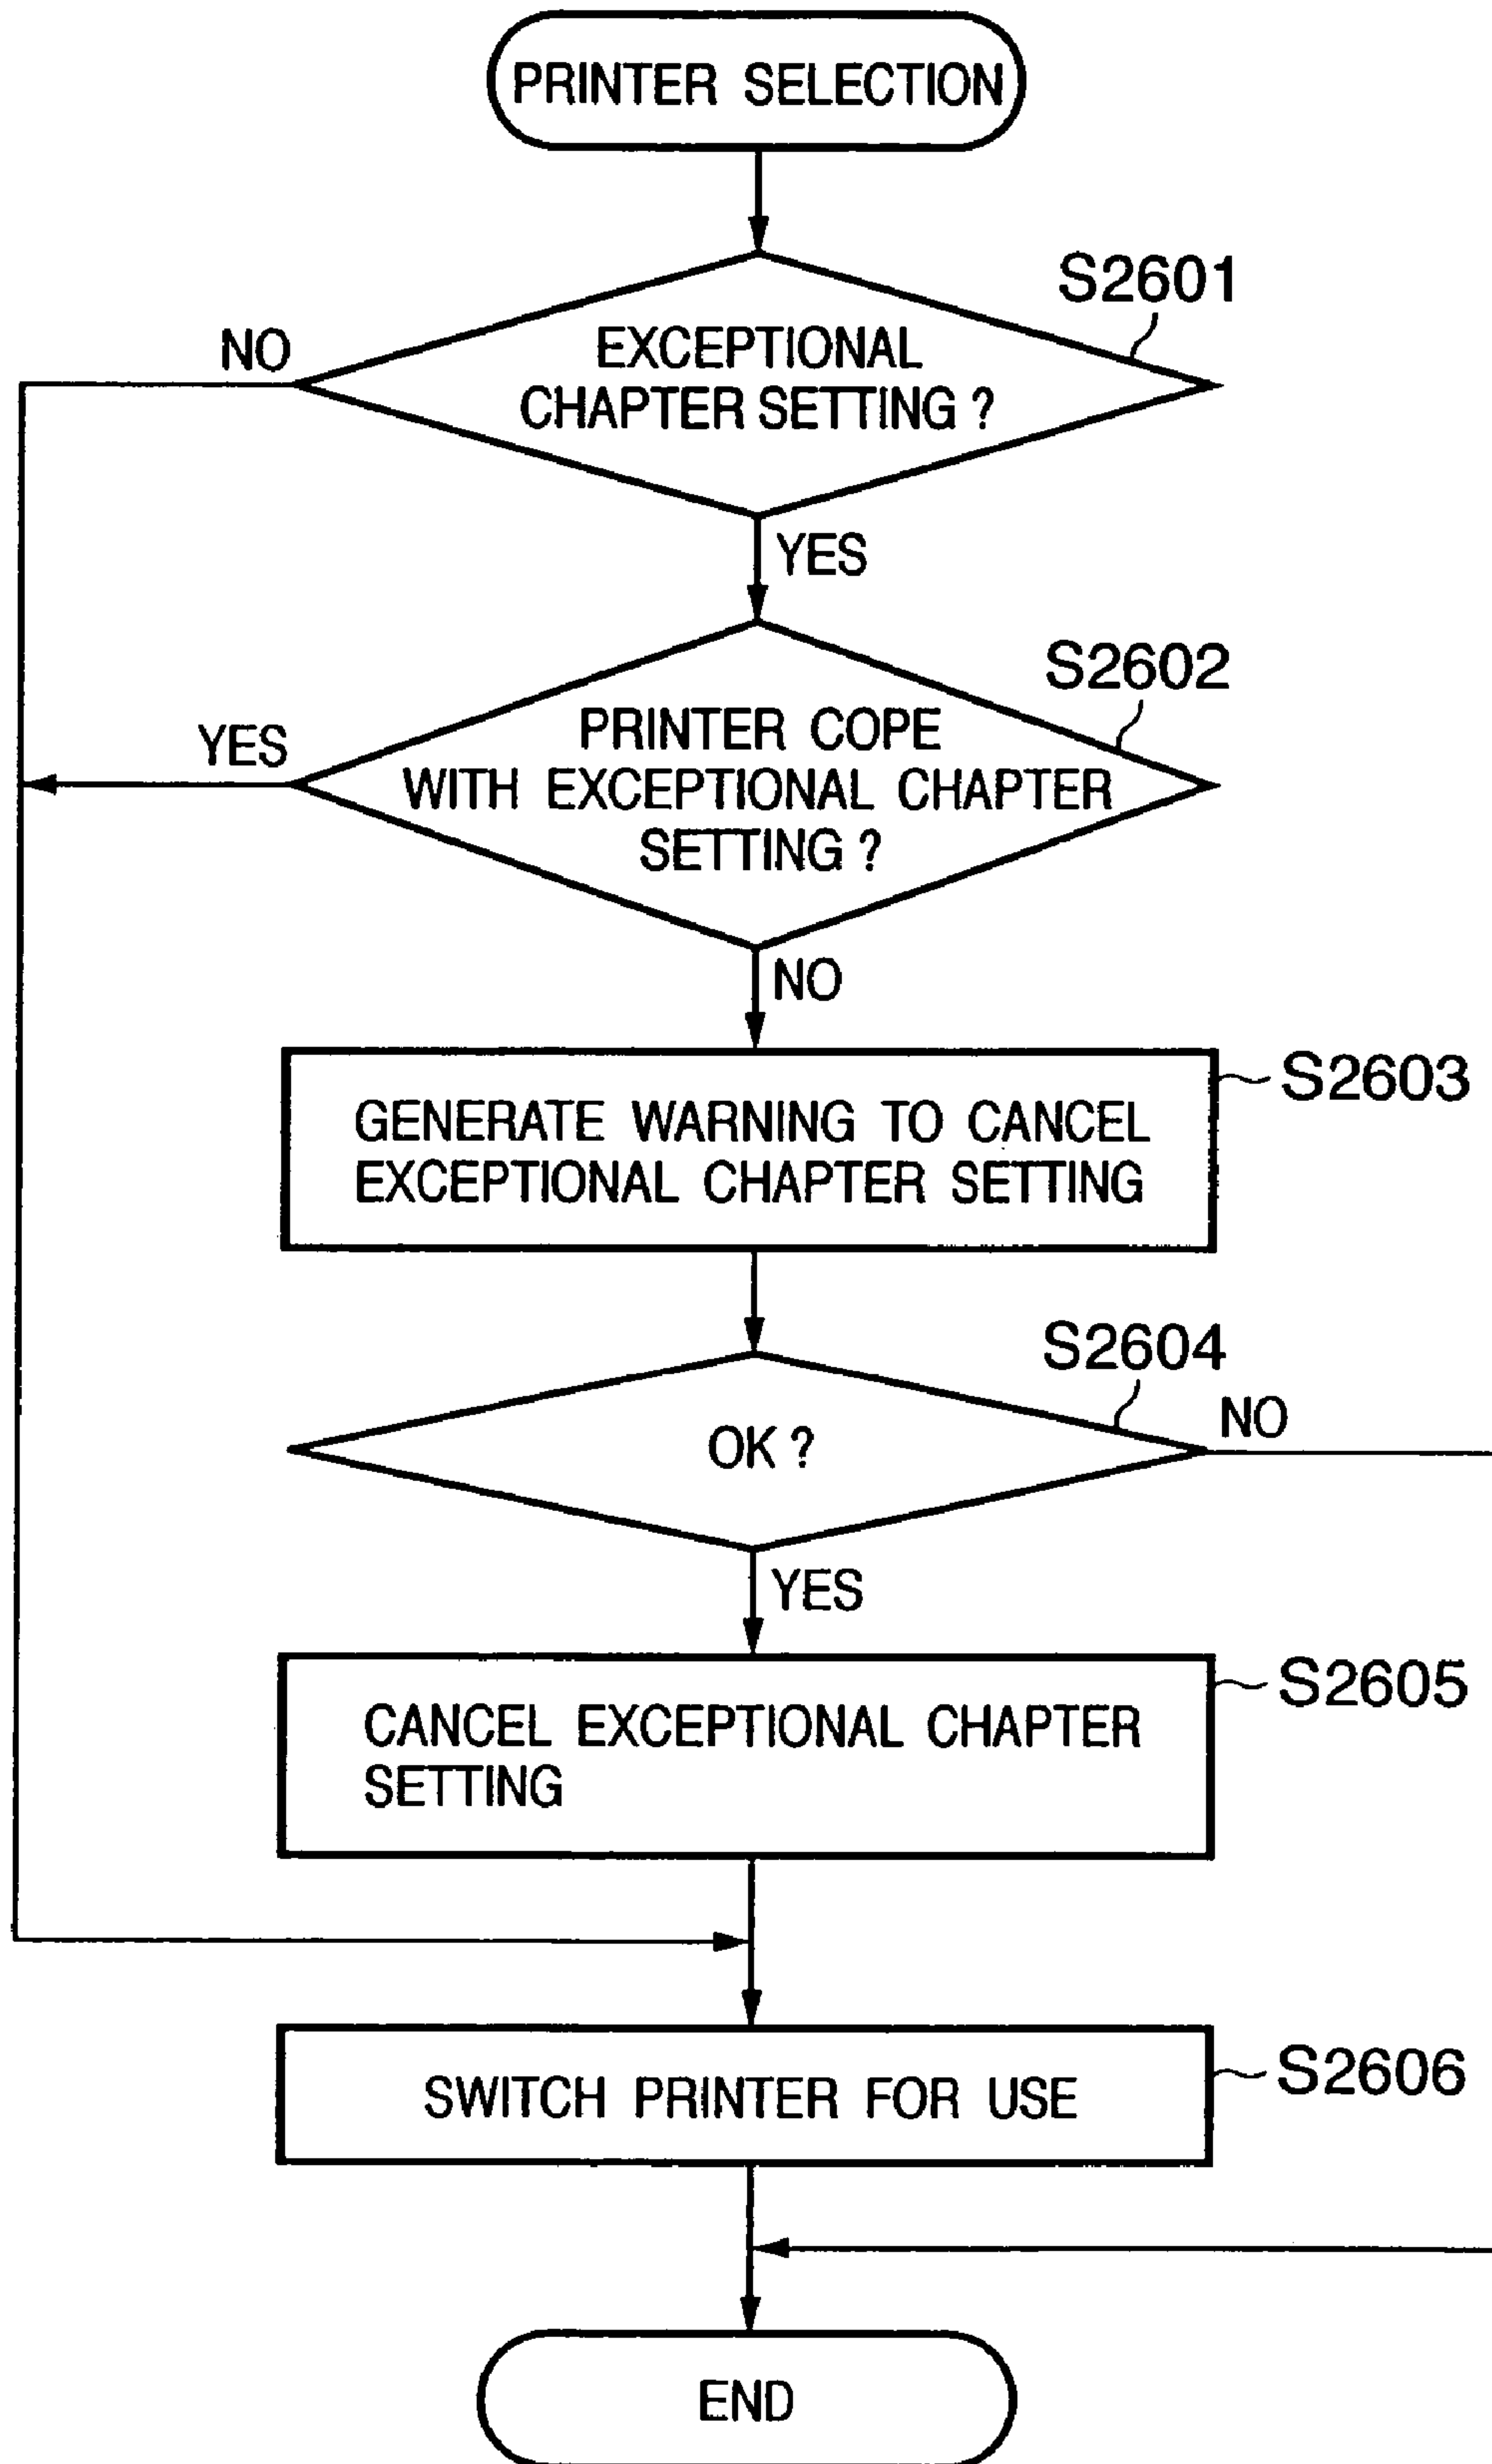 PRINTER SELECTION
S2601
NO
EXCEPTIONAL
CHAPTER SETTING ?
YES
S2602
YES
PRINTER COPE
WITH EXCEPTIONAL CHAPTER
SETTING ?
NO
S2603
GENERATE WARNING TO CANCEL
EXCEPTIONAL CHAPTER SETTING
S2604
NO
OK ?
YES
S2605
CANCEL EXCEPTIONAL CHAPTER
SETTING
S2606
SWITCH PRINTER FOR USE
END